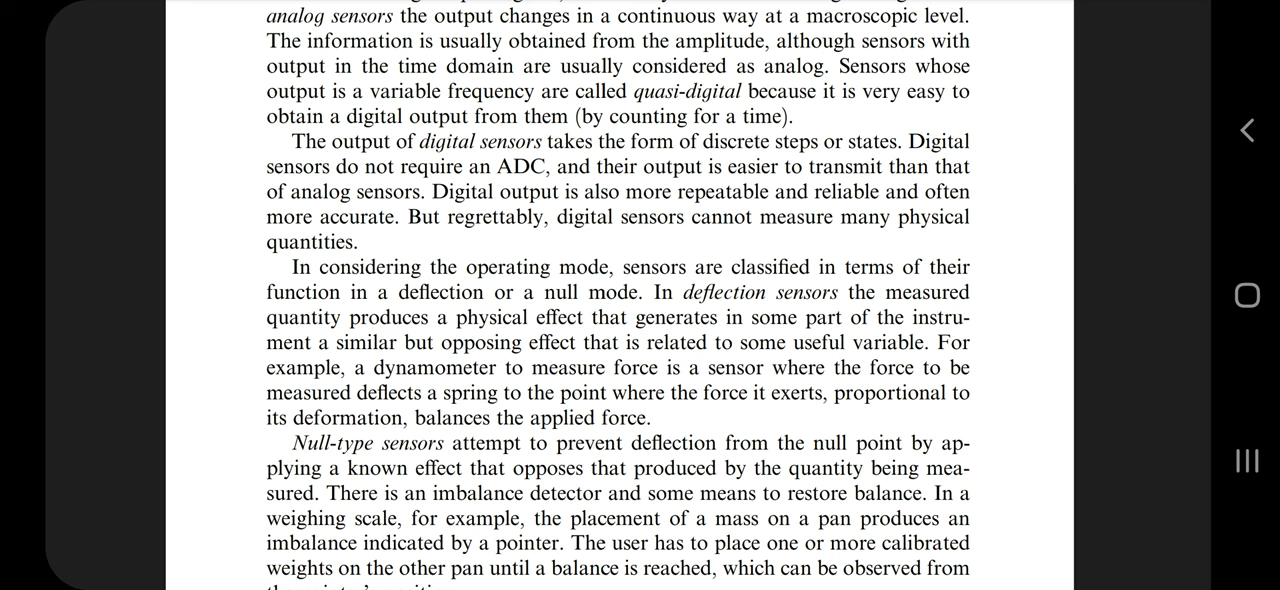 analog sensors the output changes in a continuous way at a macroscopic level.
The information is usually obtained from the amplitude, although sensors with
output in the time domain are usually considered as analog. Sensors whose
output is a variable frequency are called quasi-digital because it is very easy to
obtain a digital output from them (by counting for a time).
The output of digital sensors takes the form of discrete steps or states. Digital
sensors do not require an ADC, and their output is easier to transmit than that
of analog sensors. Digital output is also more repeatable and reliable and often
more accurate. But regrettably, digital sensors cannot measure many physical
quantities.
In considering the operating mode, sensors are classified in terms of their
function in a deflection or a null mode. In deflection sensors the measured
quantity produces a physical effect that generates in some part of the instru-
ment a similar but opposing effect that is related to some useful variable. For
example, a dynamometer to measure force is a sensor where the force to be
measured deflects a spring to the point where the force it exerts, proportional to
its deformation, balances the applied force.
Null-type sensors attempt to prevent deflection from the null point by ap-
plying a known effect that opposes that produced by the quantity being mea-
sured. There is an imbalance detector and some means to restore balance. In a
weighing scale, for example, the placement of a mass on a pan produces an
imbalance indicated by a pointer. The user has to place one or more calibrated
weights on the other pan until a balance is reached, which can be observed from